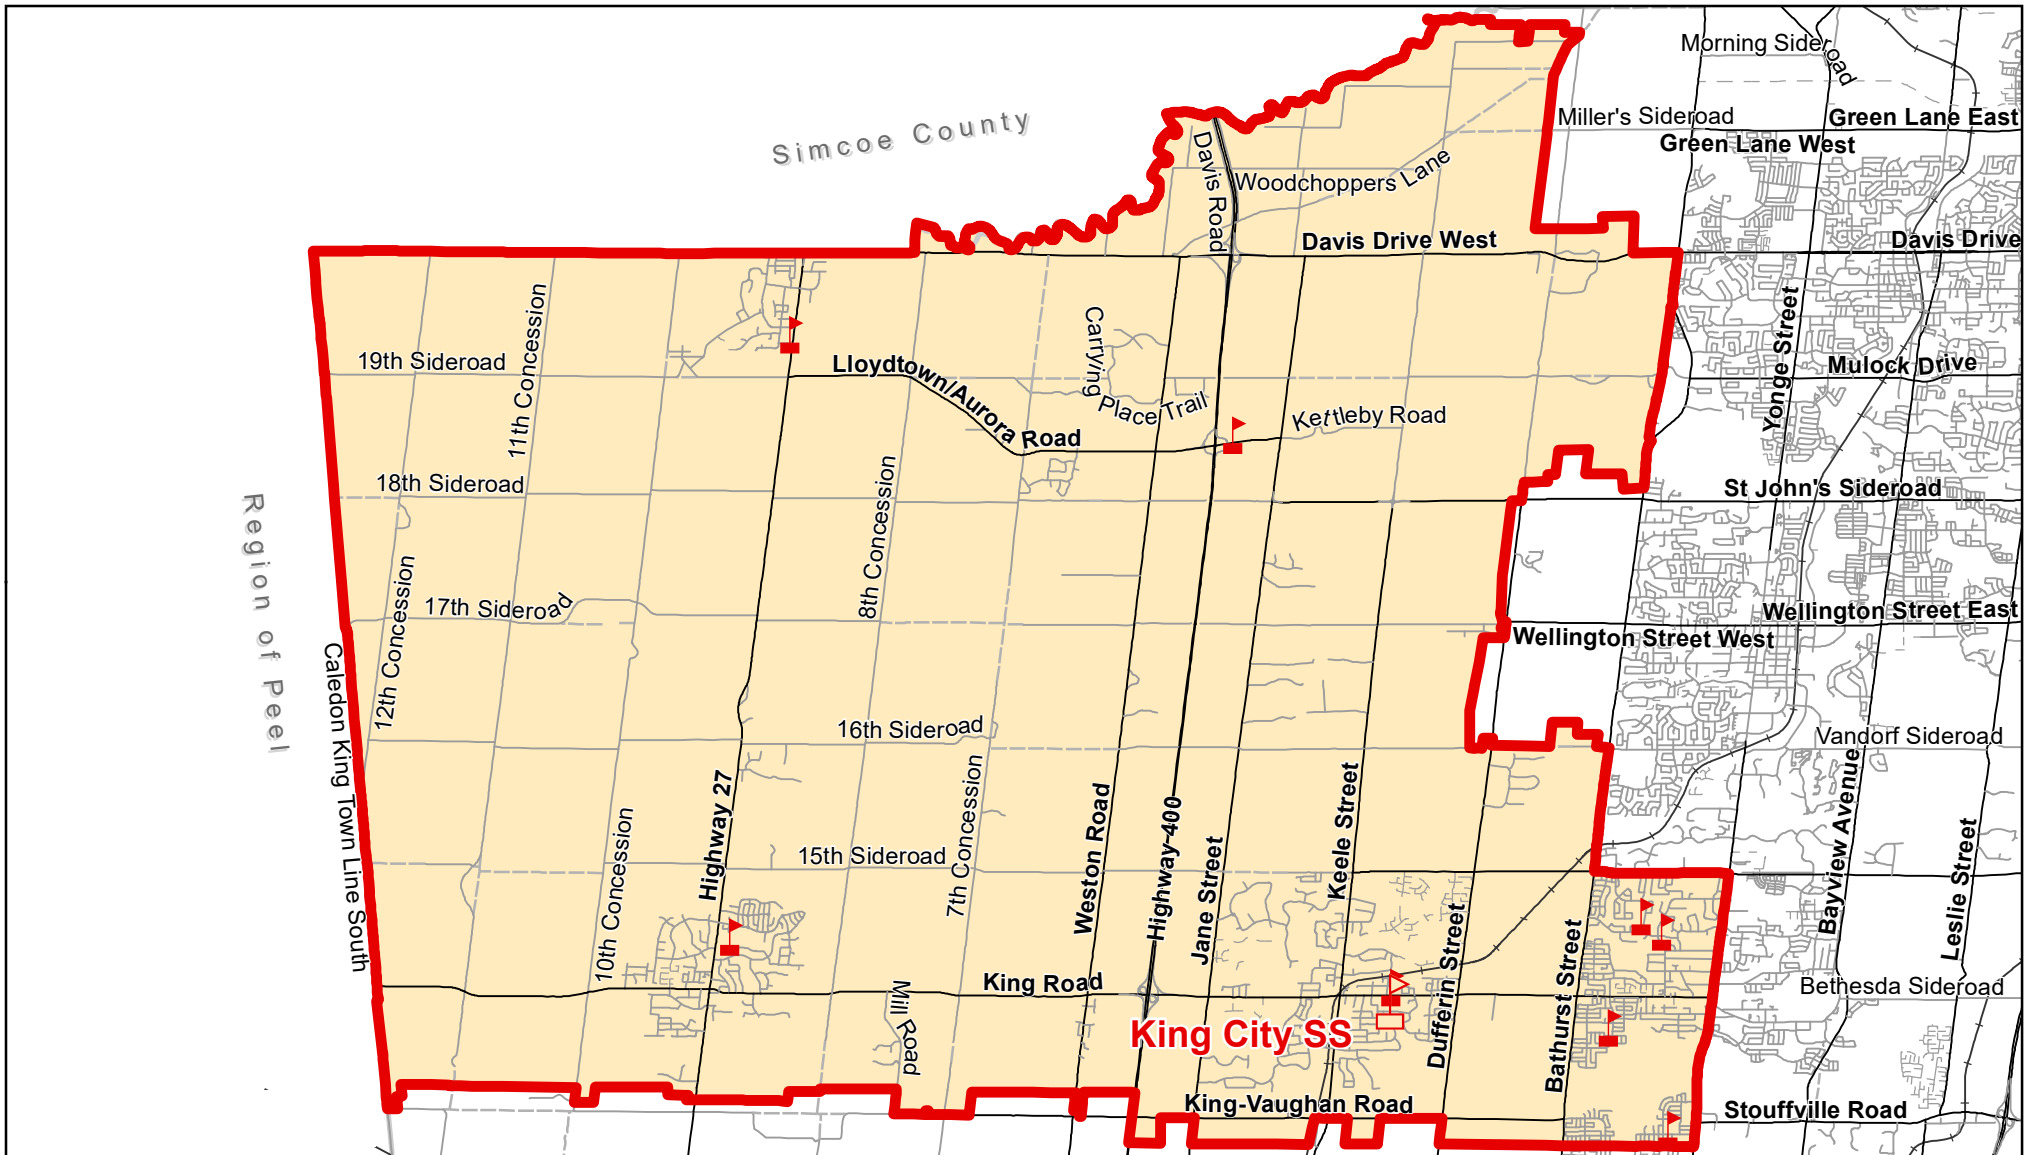 Morning Sideroad
Simcoe County
Miller's Sideroad
Green Lane East
Green Lane West
Davis Road
Woodchoppers Lane
Davis Drive West
Davis Drive
11th Concession
Carrying
Place Trail
Yonge Street
19th Sideroad
Lloydtown/Aurora Road
Mulock Drive
Kettleby Road
18th Sideroad
St John's Sideroad
Region of Peel
8th Concession
12th Concession
17th Sideroad
Wellington Street East
Wellington Street West
Caledon King Town Line South
16th Sideroad
Vandorf Sideroad
Highway 27
7th Concession
Weston Road
Highway 400
Jane Street
Keele Street
Bayview Avenue
Leslie Street
10th Concession
15th Sideroad
Dufferin Street
Bathurst Street
King Road
Mill Road
Bethesda Sideroad
King City SS
King-Vaughan Road
Stouffville Road